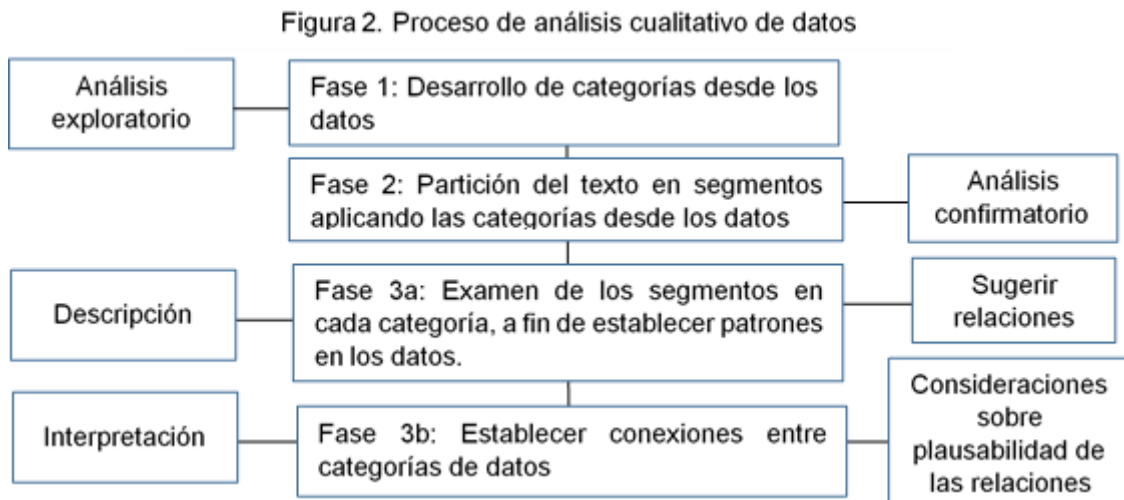 Figura 2. Proceso de análisis cualitativo de datos
Análisis
exploratorio
Fase 1: Desarrollo de categorías desde los
datos
Fase 2: Partición del texto en segmentos
aplicando las categorías desde los datos
Análisis
confirmatorio
Descripción
Fase 3a: Examen de los segmentos en
cada categoría, a fin de establecer patrones
en los datos.
Sugerir
relaciones
Interpretación
Fase 3b: Establecer conexiones entre
categorías de datos
Consideraciones
sobre
plausabilidad de
las relaciones